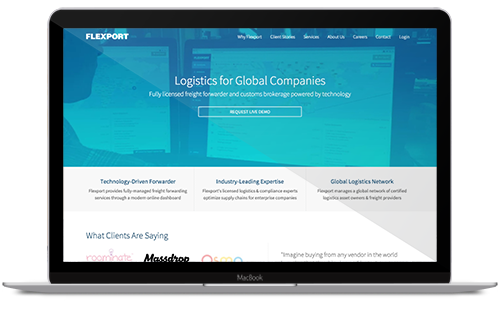 FLEXPORT
Why Flexport Client Stories Services About Us Careers Contact Login
Logistics for Global Companies
Fully licensed freight forwarder and customs brokerage powered by technology
REQUEST LIVE DEMO
Technology-Driven Forwarder
Flexport provides fully-managed freight forwarding
services through a modern online dashboard
Industry-Leading Expertise
Flexport's licensed logistics & compliance experts
optimize supply chains for enterprise companies
Global Logistics Network
Flexport manages a global network of certified
logistics asset owners & freight providers
What Clients Are Saying
roominate Massdrop
"Imagine buying from any vendor in the world
MacBook